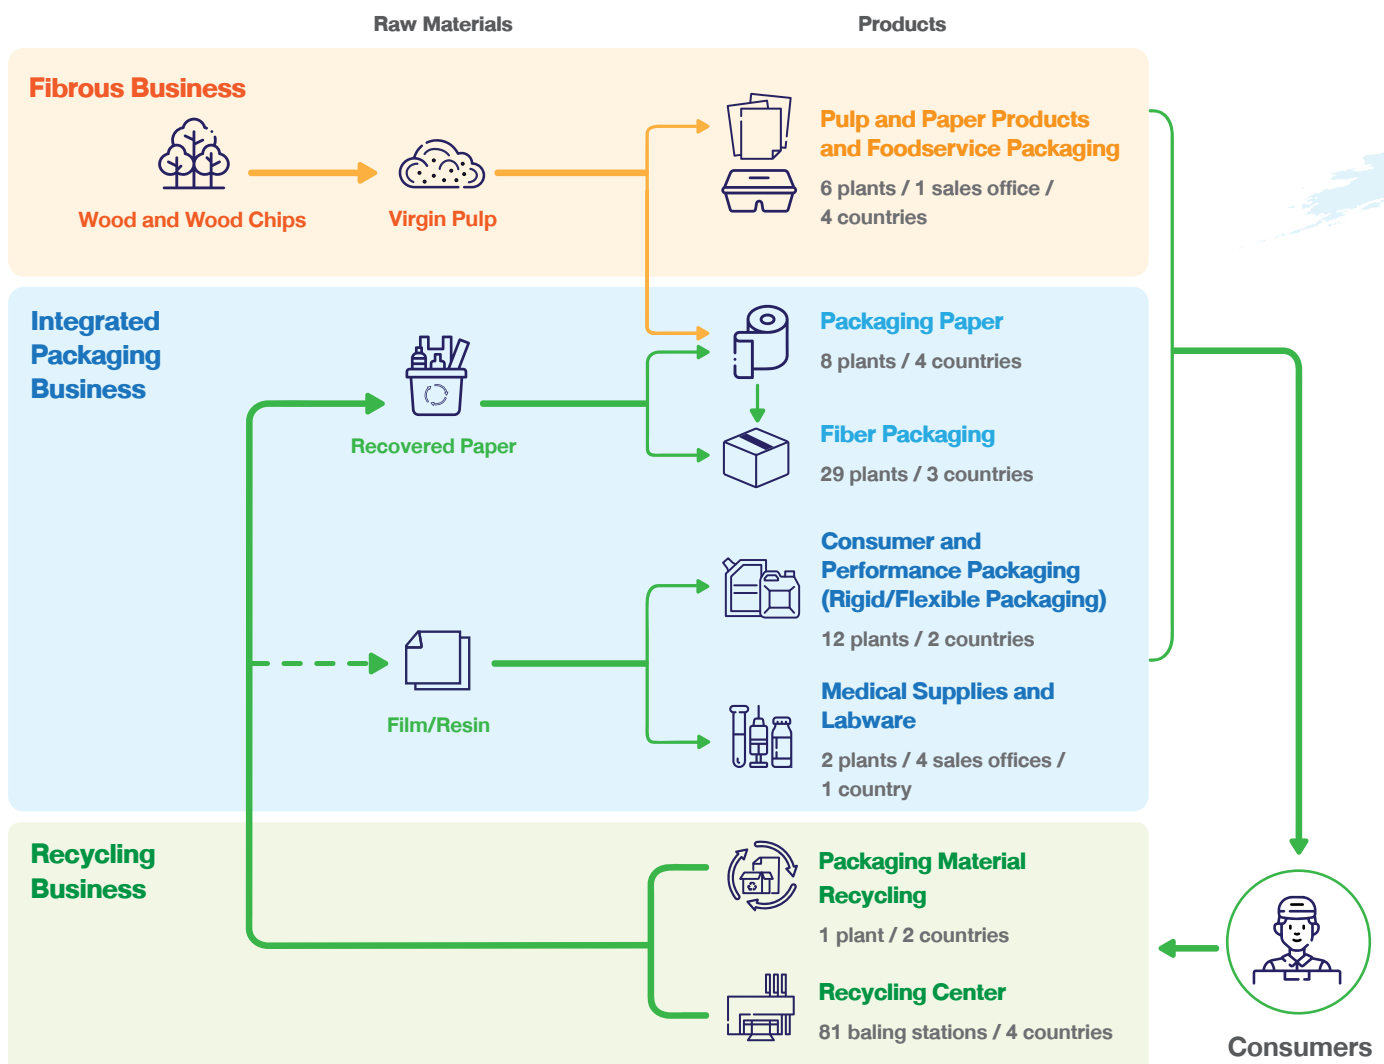 Raw Materials
Products
Fibrous Business
Wood and Wood Chips
Virgin Pulp
Pulp and Paper Products
and Foodservice Packaging
6 plants / 1 sales office /
4 countries
Integrated
Packaging
Business
Recovered Paper
Packaging Paper
8 plants / 4 countries
Fiber Packaging
29 plants / 3 countries
Film/Resin
Consumer and
Performance Packaging
(Rigid/Flexible Packaging)
12 plants / 2 countries
Medical Supplies and
Labware
2 plants / 4 sales offices /
1 country
Recycling
Business
Packaging Material
Recycling
1 plant / 2 countries
Recycling Center
81 baling stations / 4 countries
Consumers